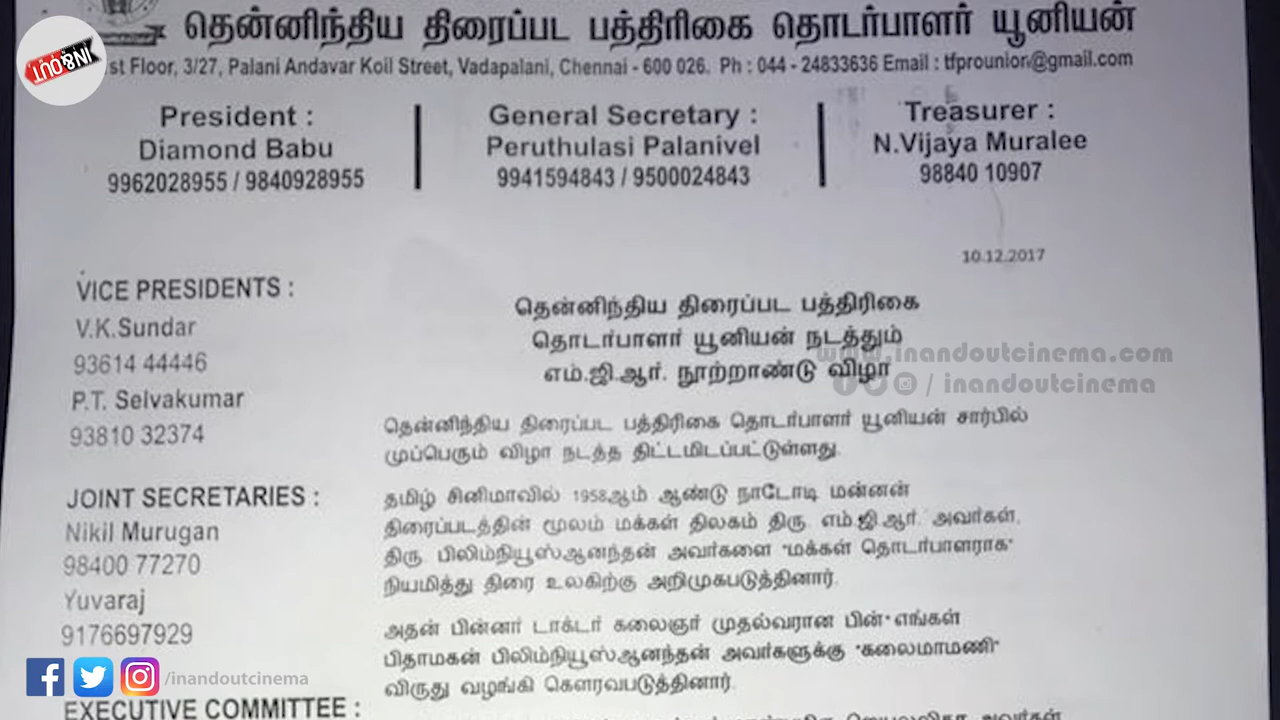 IN&OUT
தென்னிந்திய திரைப்பட பத்திரிகை தொடர்பாளர் யூனியன்
st Floor, 3/27, Palani Andavar Koil Street, Vadapalani, Chennai - 600 026. Ph : 044 - 24833636 Email : tfprounion@gmail.com
President :
Diamond Babu
9962028955 / 9840928955
General Secretary :
Peruthulasi Palanivel
9941594843 / 9500024843
Treasurer :
N.Vijaya Muralee
98840 10907
10.12.2017
VICE PRESIDENTS :
V.K.Sundar
93614 44446
P.T. Selvakumar
93810 32374
JOINT SECRETARIES :
Nikil Murugan
98400 77270
Yuvaraj
9176697929
EXECUTIVE COMMITTEE :
தென்னிந்திய திரைப்பட பத்திரிகை
தொடர்பாளர் யூனியன் நடத்தும்
எம்.ஜி.ஆர். நூற்றாண்டு விழா
தென்னிந்திய திரைப்பட பத்திரிகை தொடர்பாளர் யூனியன் சார்பில்
முப்பெரும் விழா நடத்த திட்டமிடப்பட்டுள்ளது.
தமிழ் சினிமாவில் 1958ஆம் ஆண்டு நாடோடி மன்னன்
திரைப்படத்தின் மூலம் மக்கள் திலகம் திரு. எம்.ஜி.ஆர். அவர்கள்,
திரு. பிலிம்நியூஸ்ஆனந்தன் அவர்களை "மக்கள் தொடர்பாளராக"
நியமித்து திரை உலகிற்கு அறிமுகபடுத்தினார்.
அதன் பின்னர் டாக்டர் கலைஞர் முதல்வரான பின்" எங்கள்
பிதாமகன் பிலிம்நியூஸ்ஆனந்தன் அவர்களுக்கு "கலைமாமணி"
விருது வழங்கி கௌரவபடுத்தினார்.
அவர்கள்
www.inandoutcinema.com
/ inandoutcinema
/inandoutcinema